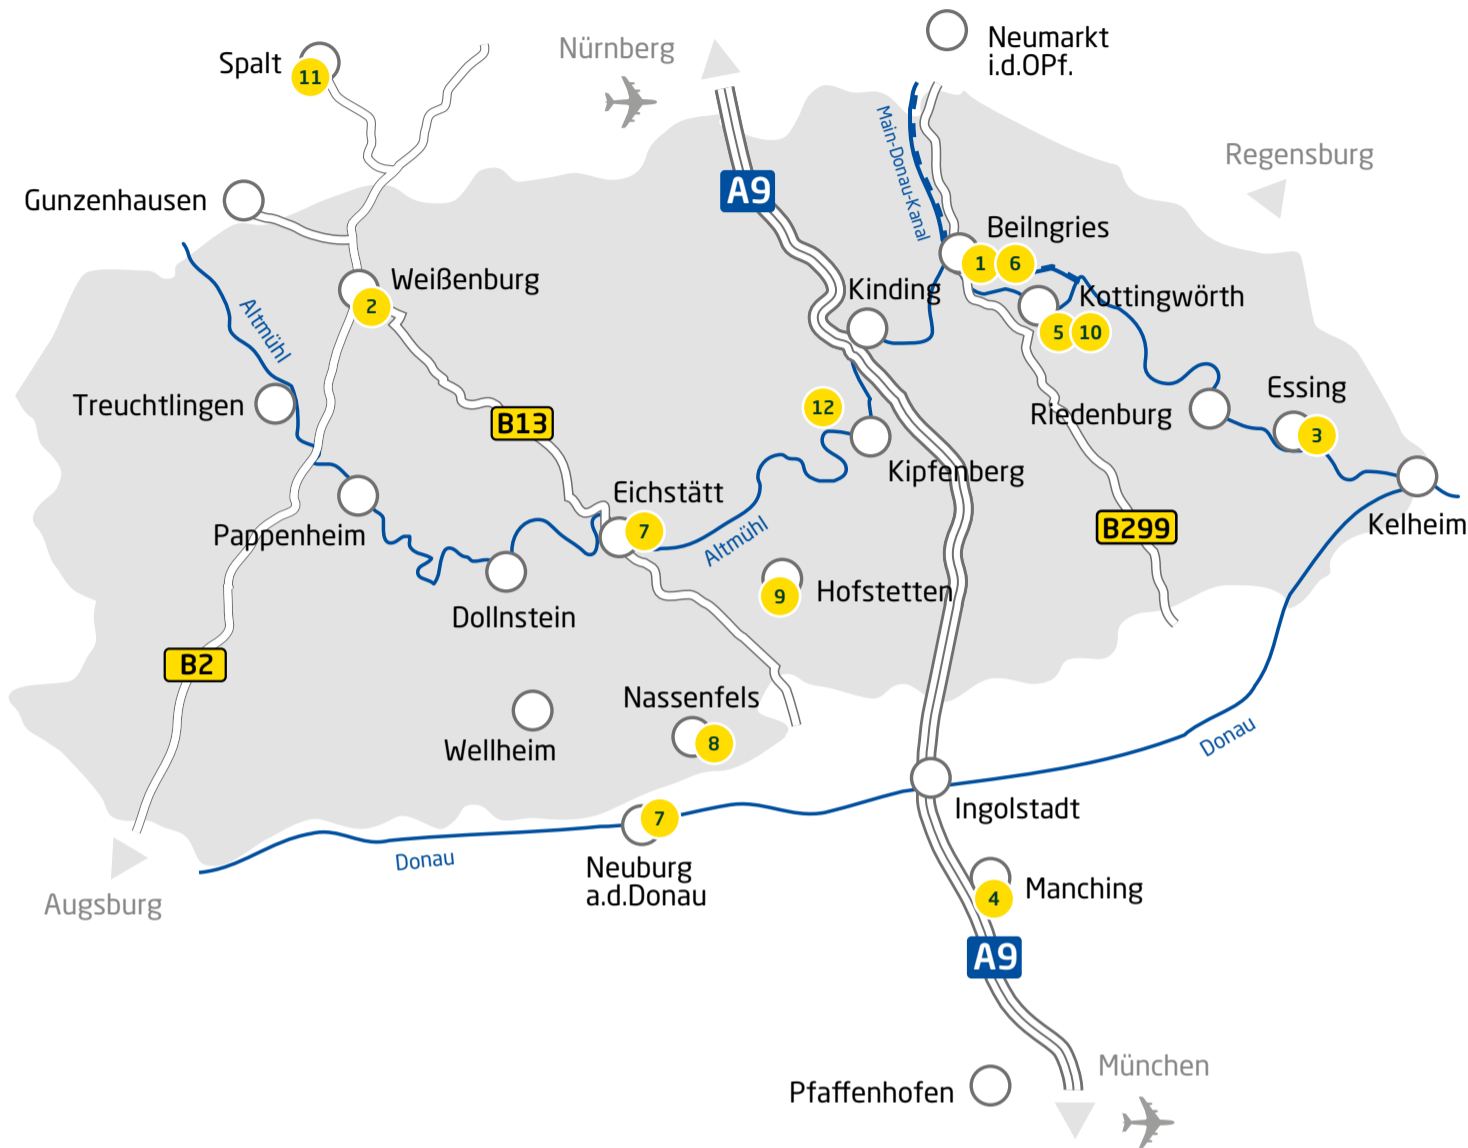 Neumarkt
i.d.OPf.
Nürnberg
Spalt
11
Main-Donau-Kanal
Regensburg
A9
Gunzenhausen
Beilngries
1
6
Weißenburg
2
Kinding
Kottingwörth
5
10
Altmühl
Treuchtlingen
12
Essing
3
Riedenburg
B13
Kipfenberg
Eichstätt
7
Altmühl
Pappenheim
B299
Kelheim
Hofstetten
9
Dollnstein
B2
Nassenfels
8
Wellheim
Donau
Ingolstadt
7
Neuburg
a.d.Donau
Donau
Augsburg
Manching
4
A9
München
Pfaffenhofen